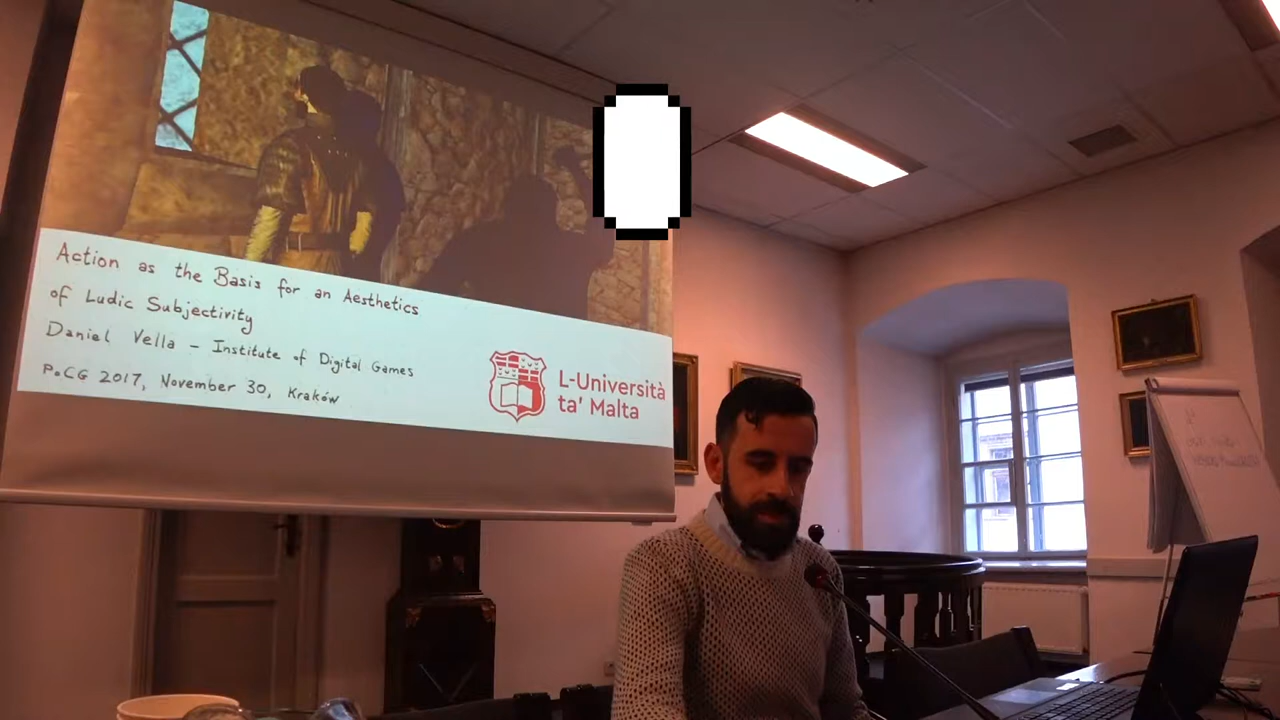 Action as the Basis for an Aesthetics
of Ludic Subjectivity
Daniel Vella – Institute of Digital Games
PoCG 2017, November 30, Kraków
L-Università
ta' Malta